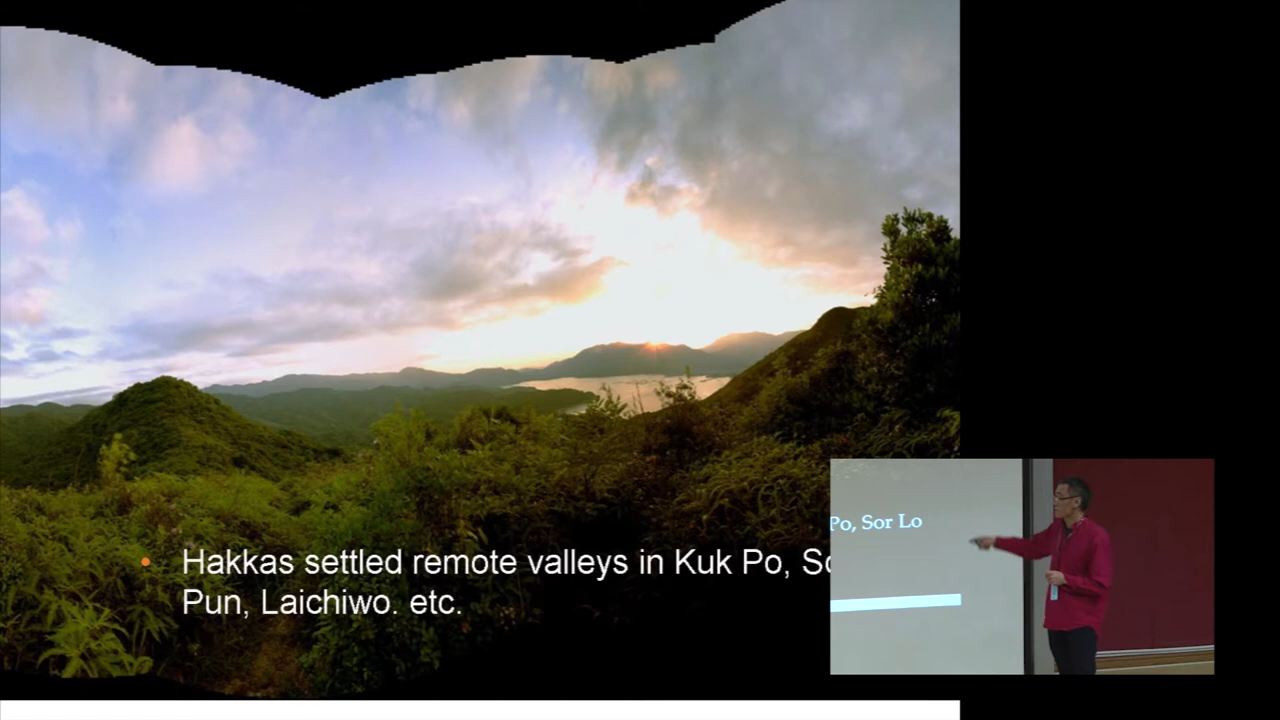 Hakkas settled remote valleys in Kuk Po, So
Pun, Laichiwo. etc.
Po, Sor Lo